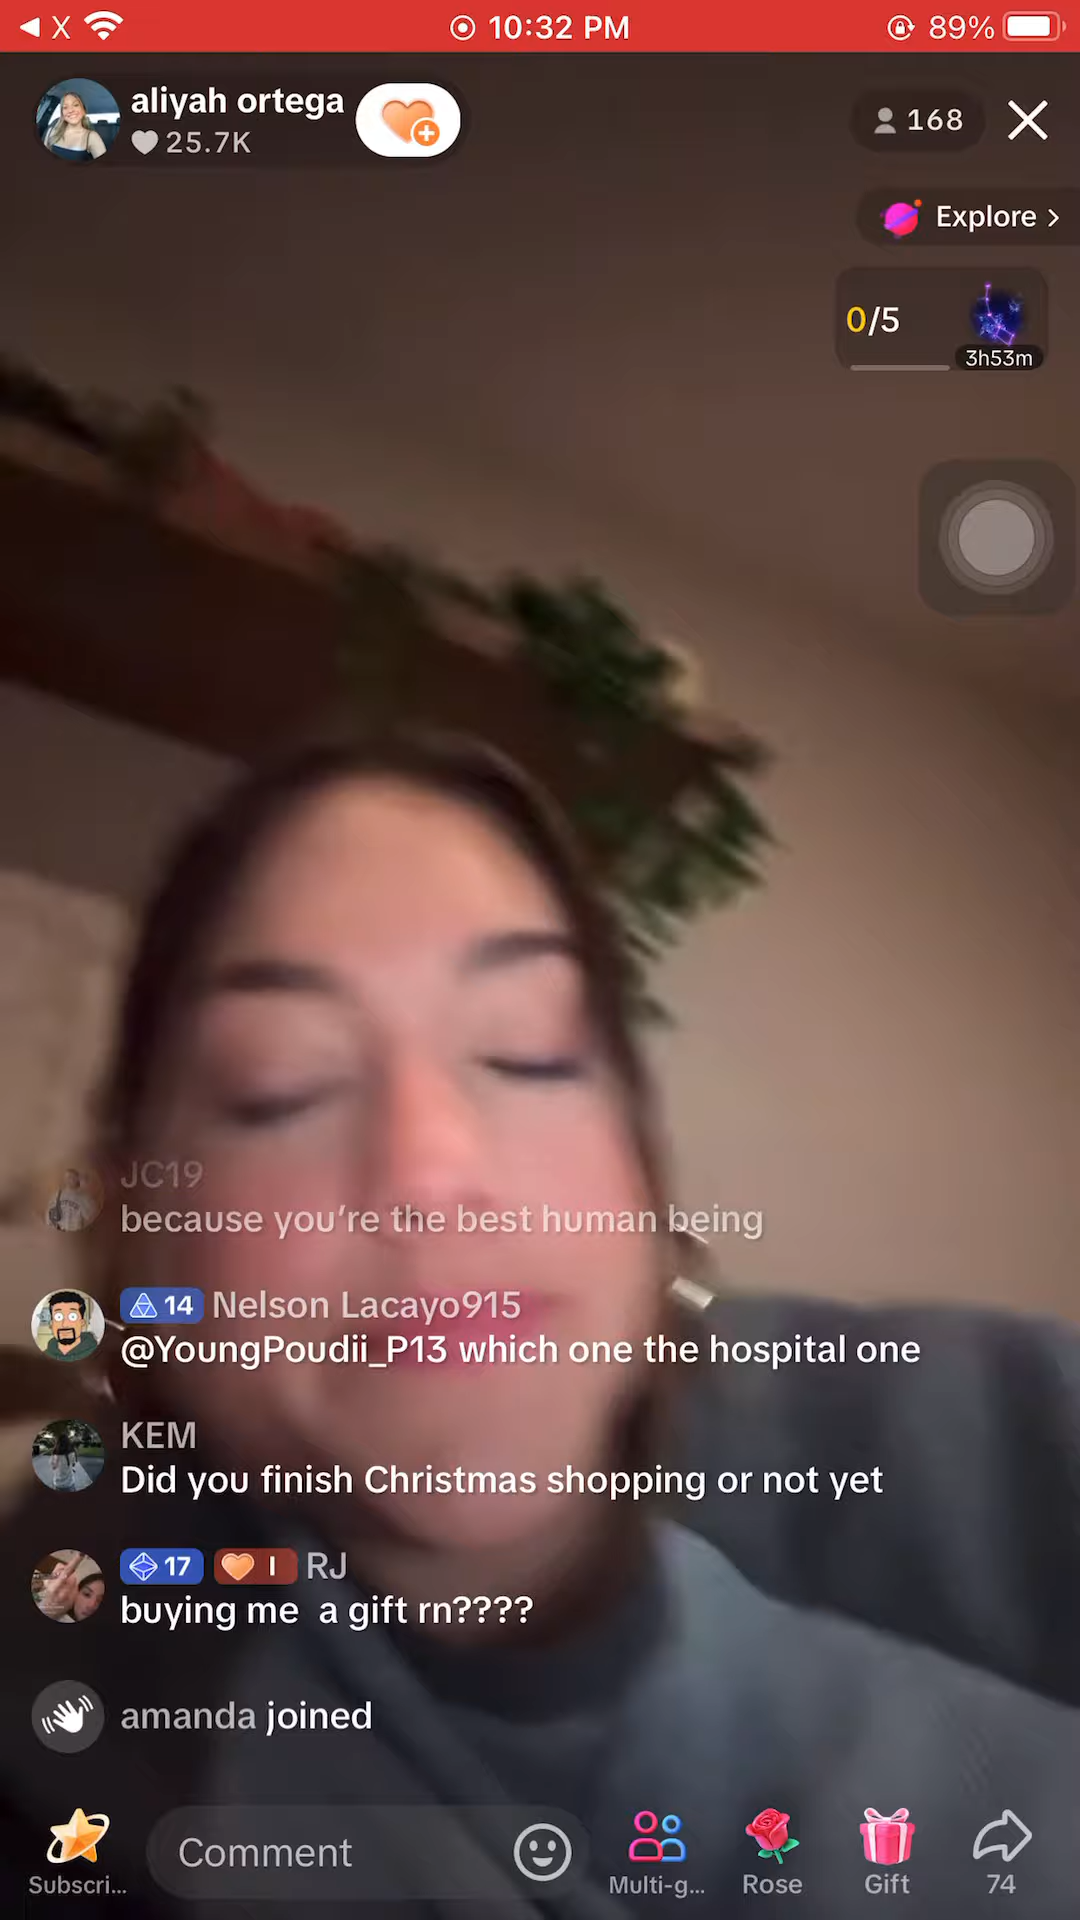 X 10:32 PM 89%
aliyah ortega
25.7K
168
Explore >
0/5
3h53m
JC19
because you're the best human being
14 Nelson Lacayo915
@YoungPoudii_P13 which one the hospital one
KEM
Did you finish Christmas shopping or not yet
17 I RJ
buying me a gift rn????
amanda joined
Comment
Subscri... Multi-g... Rose Gift 74